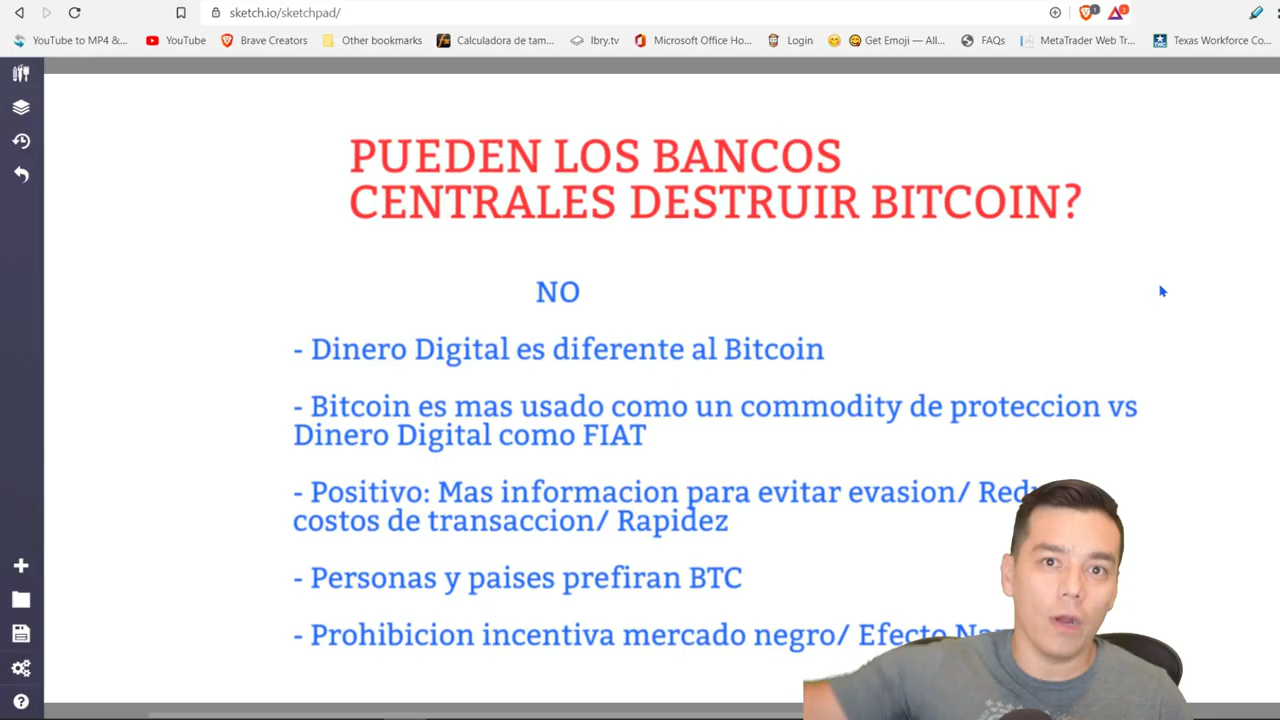 sketch.io/sketchpad/
YouTube to MP4 &... YouTube Brave Creators Other bookmarks Calculadora de tam... lbry.tv Microsoft Office Ho... Login Get Emoji — All... FAQs MetaTrader Web Tr... Texas Workforce Co...
PUEDEN LOS BANCOS
CENTRALES DESTRUIR BITCOIN?
NO
- Dinero Digital es diferente al Bitcoin
- Bitcoin es mas usado como un commodity de proteccion vs
Dinero Digital como FIAT
- Positivo: Mas informacion para evitar evasion/
costos de transaccion/ Rapidez
- Personas y paises prefiran BTC
- Prohibicion incentiva mercado negro/ Efecto